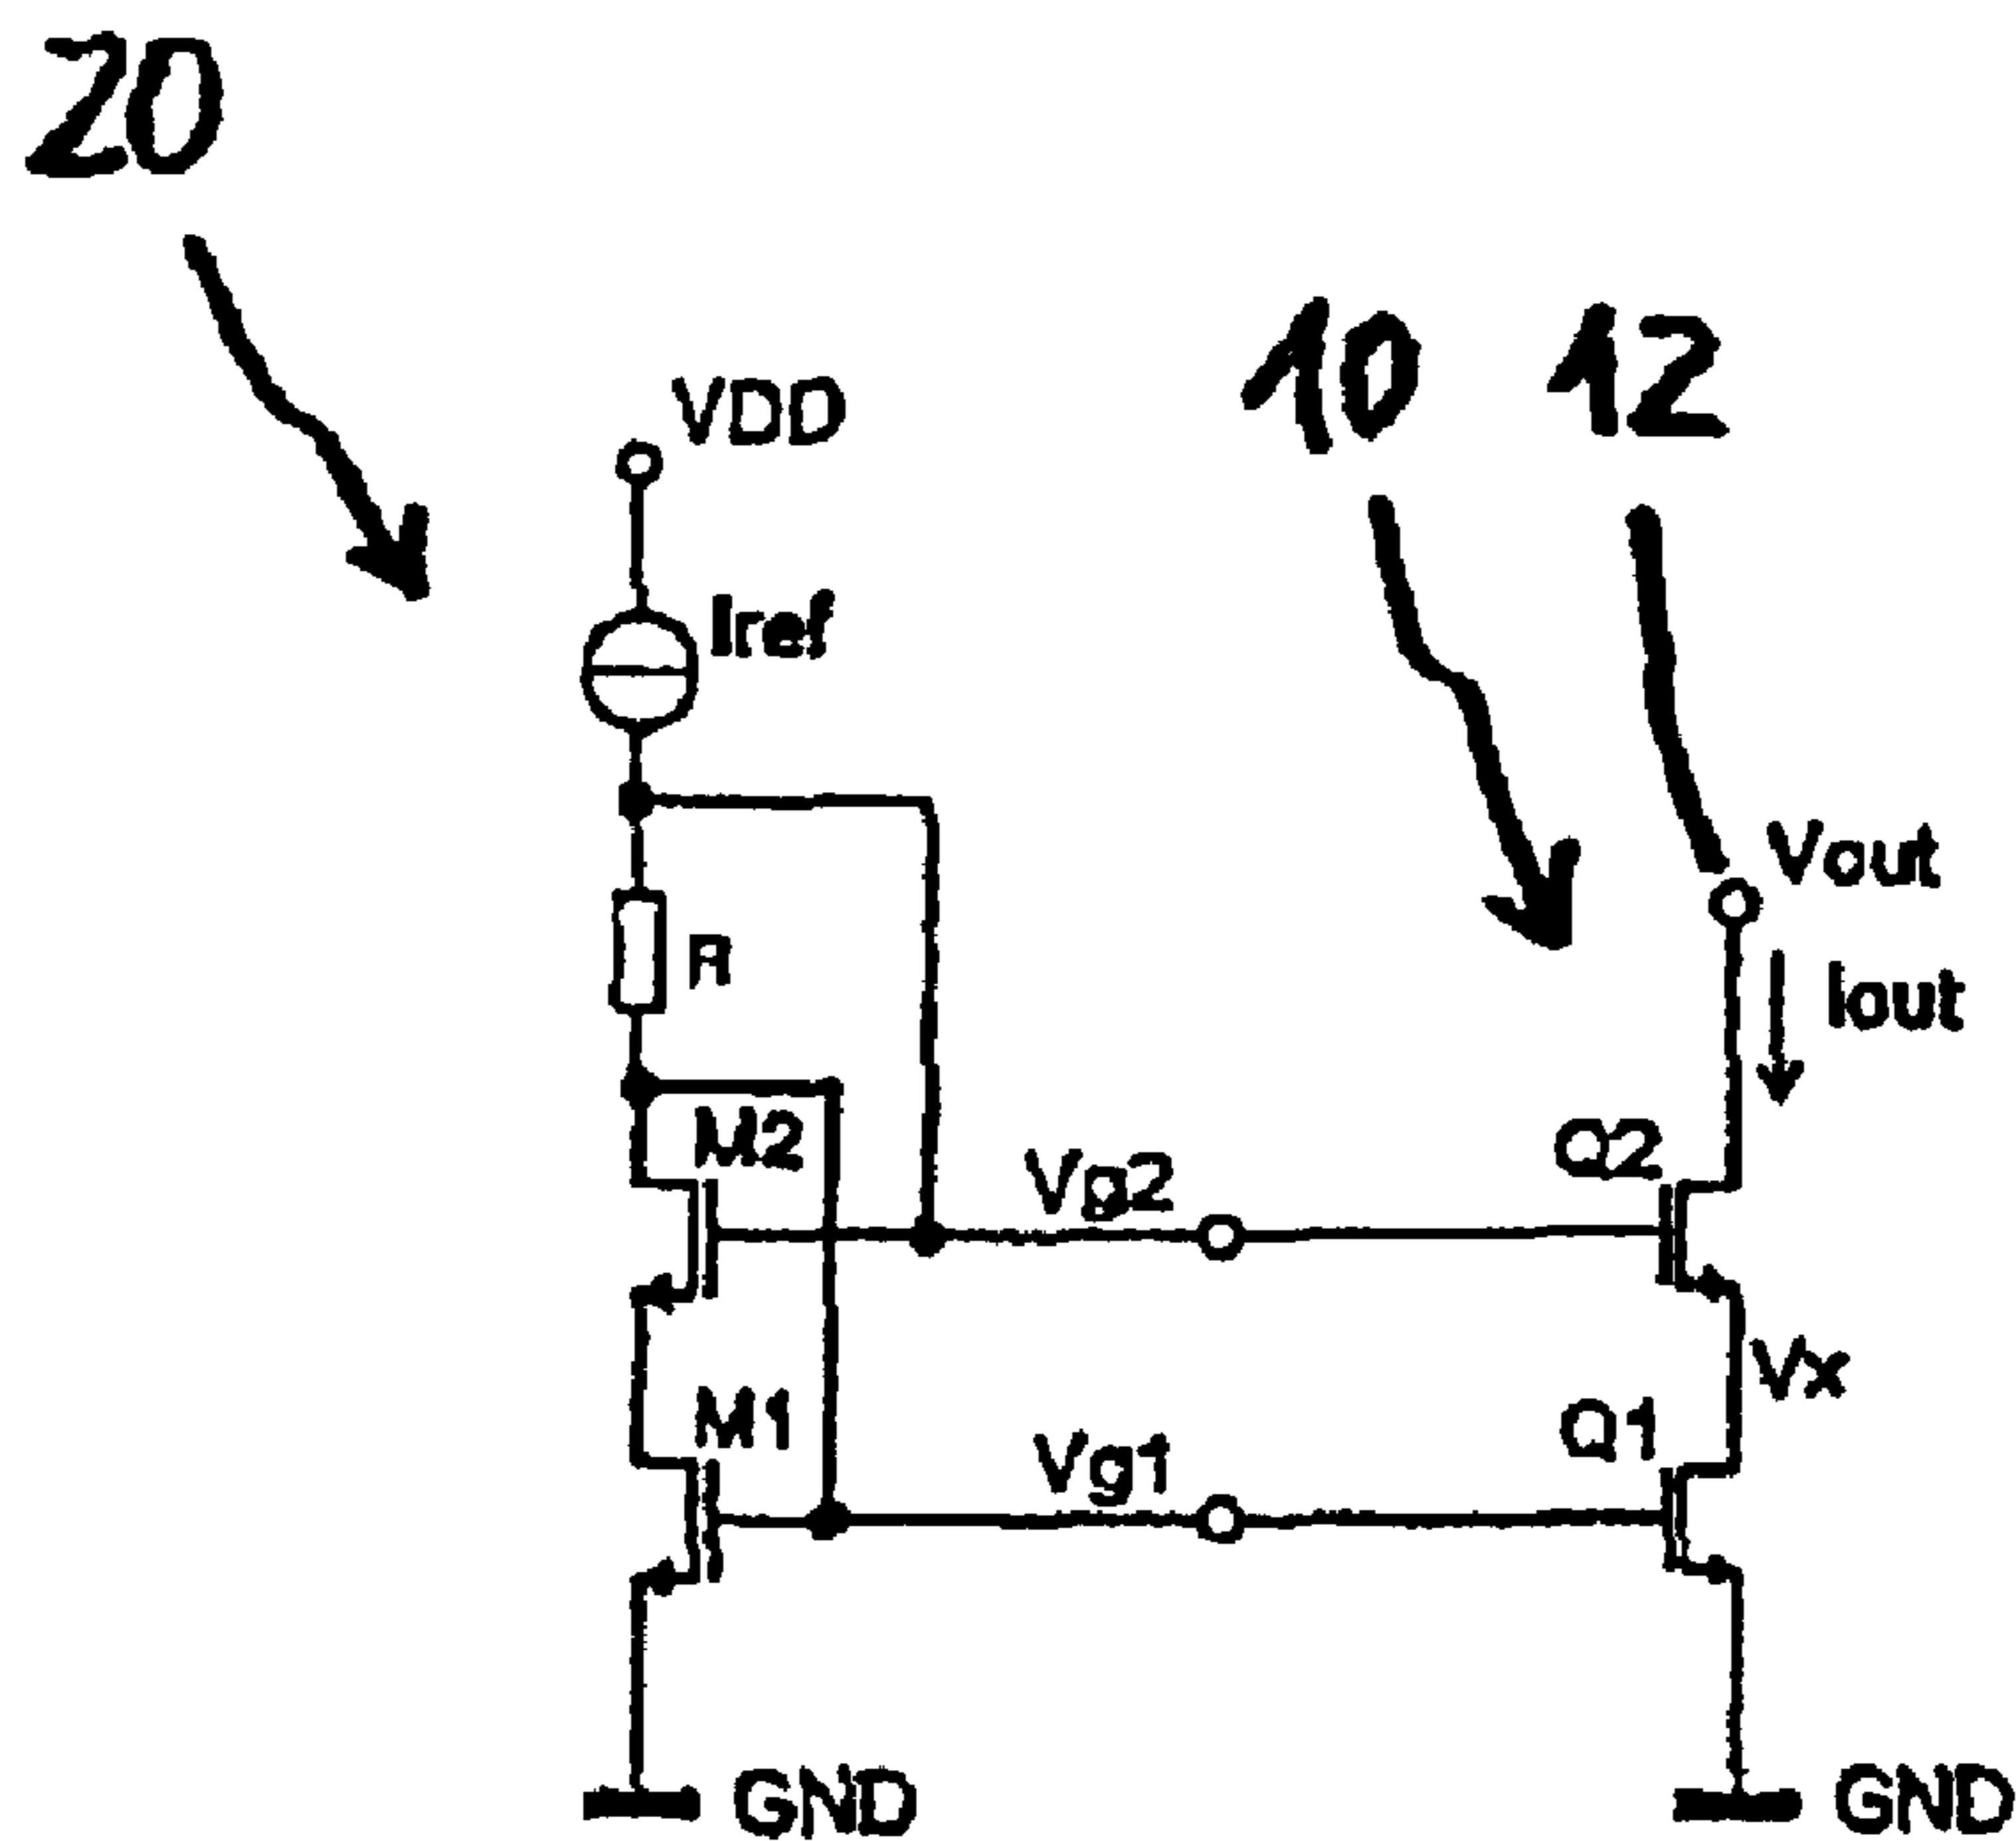 20
10 12
VDD
Iref
Vout
R
Iout
M2
Vg2
Q2
Vx
M1
Vg1
Q1
GND
GND